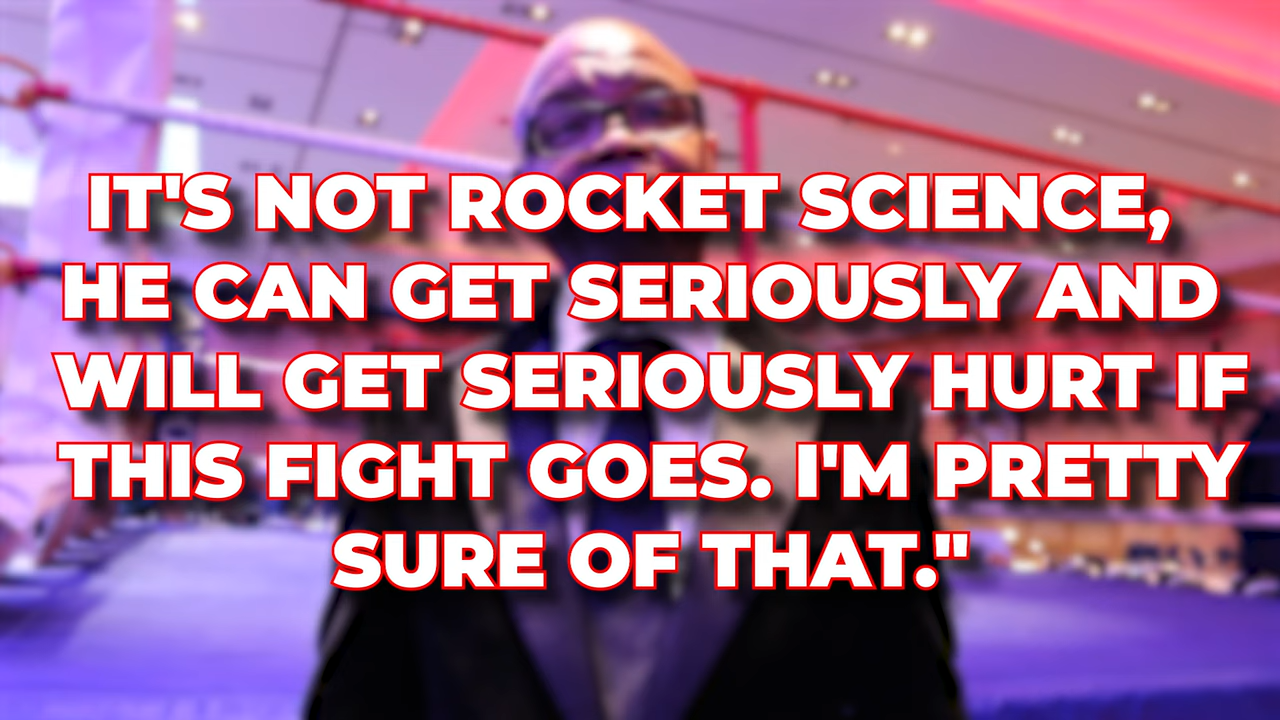 IT'S NOT ROCKET SCIENCE,
HE CAN GET SERIOUSLY AND
WILL GET SERIOUSLY HURT IF
THIS FIGHT GOES. I'M PRETTY
SURE OF THAT."